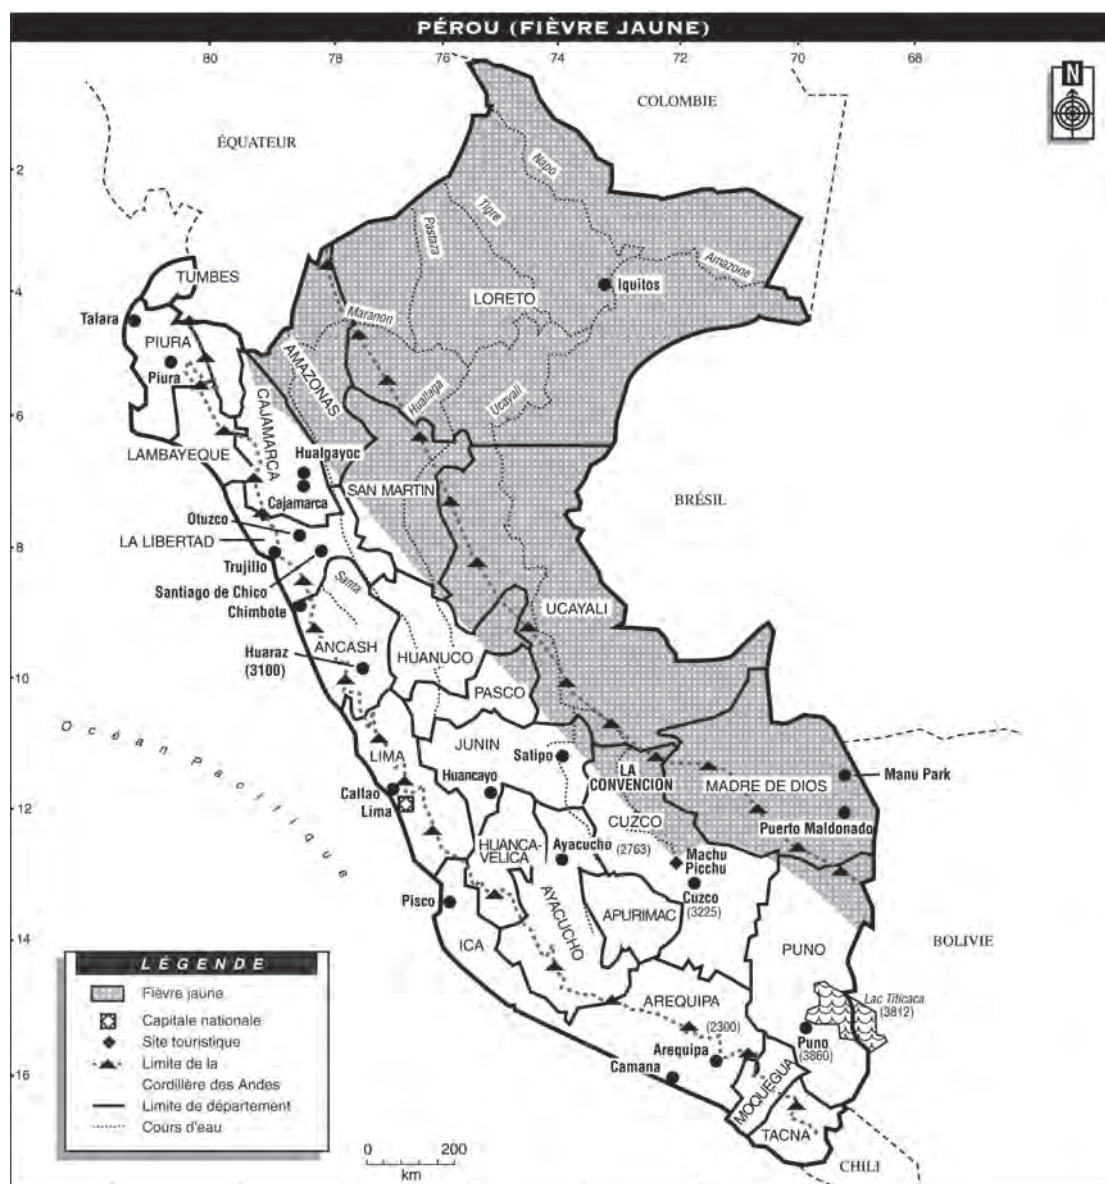 PÉROU (FIÈVRE JAUNE)
80
78
76
74
72
70
68
N
COLOMBIE
ÉQUATEUR
2
Napo
Tigre
Pastaza
TUMBES
4
Amazone
Iquitos
LORETO
Talara
Maranon
PIURA
Piura
AMAZONAS
Huallaga
Ucayali
6
CAJAMARCA
LAMBAYEQUE
Hualgayoc
SAN MARTIN
BRÉSIL
Cajamarca
Otuzco
LA LIBERTAD
8
Trujillo
Santiago de Chico
Santa
Chimbote
UCAYALI
ANCASH
Huaraz
(3100)
HUANUCO
10
PASCO
Océan Pacifique
JUNIN
LIMA
Satipo
LA
CONVENCION
Manu Park
Huancayo
MADRE DE DIOS
Callao
Lima
12
CUZCO
Puerto Maldonado
HUANCA-
VELICA
Ayacucho
(2763)
Machu
Picchu
Cuzco
(3225)
Pisco
AYACUCHO
APURIMAC
14
ICA
PUNO
BOLIVIE
LÉGENDE
Fièvre jaune
Capitale nationale
Site touristique
Limite de la
Cordillère des Andes
Limite de département
Cours d'eau
AREQUIPA
(2300)
Lac Titicaca
(3812)
Puno
(3860)
Arequipa
Camana
16
MOQUEGUA
TACNA
CHILI
0
200
km